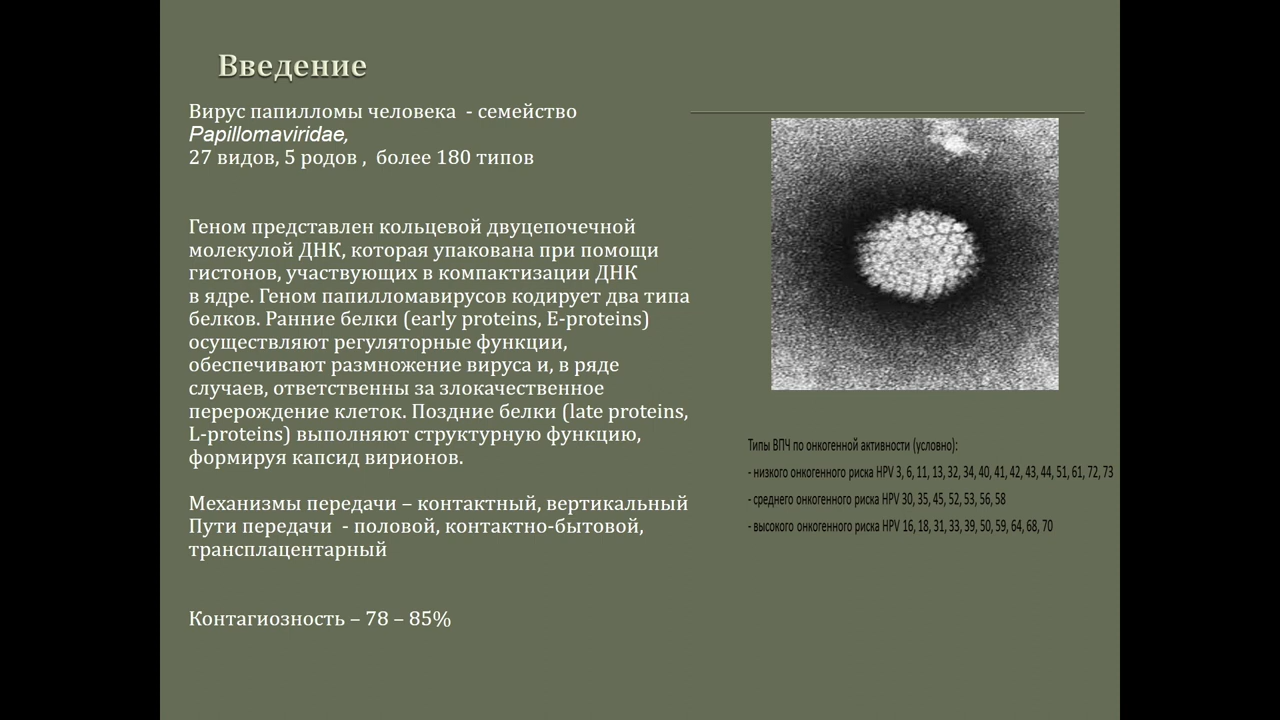 Введение
Вирус папилломы человека - семейство
Papillomaviridae,
27 видов, 5 родов , более 180 типов
Геном представлен кольцевой двуцепочечной
молекулой ДНК, которая упакована при помощи
гистонов, участвующих в компактизации ДНК
в ядре. Геном папилломавирусов кодирует два типа
белков. Ранние белки (early proteins, E-proteins)
осуществляют регуляторные функции,
обеспечивают размножение вируса и, в ряде
случаев, ответственны за злокачественное
перерождение клеток. Поздние белки (late proteins,
L-proteins) выполняют структурную функцию,
формируя капсид вирионов.
Механизмы передачи – контактный, вертикальный
Пути передачи - половой, контактно-бытовой,
трансплацентарный
Контагиозность – 78 – 85%
Типы ВПЧ по онкогенной активности (условно):
- низкого онкогенного риска HPV 3, 6, 11, 13, 32, 34, 40, 41, 42, 43, 44, 51, 61, 72, 73
- среднего онкогенного риска HPV 30, 35, 45, 52, 53, 56, 58
- высокого онкогенного риска HPV 16, 18, 31, 33, 39, 50, 59, 64, 68, 70